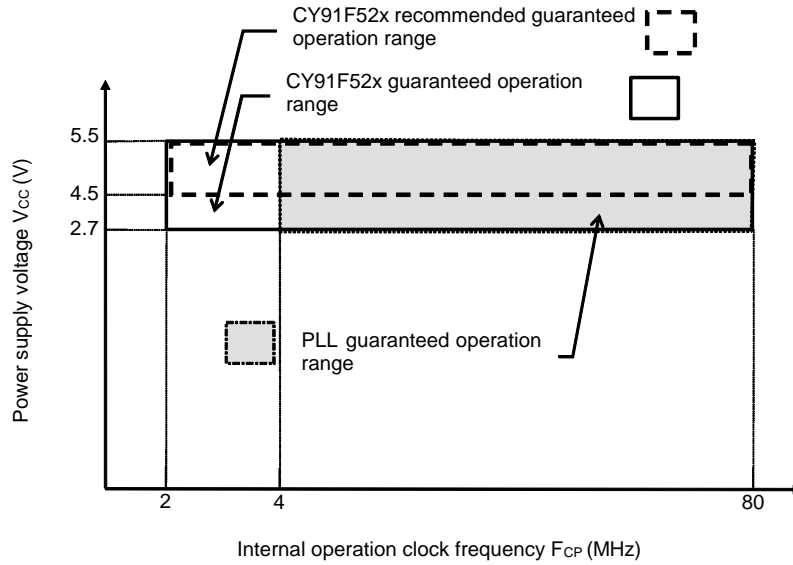 CY91F52x recommended guaranteed
operation range
CY91F52x guaranteed operation
range
5.5
4.5
2.7
Power supply voltage VCC (V)
PLL guaranteed operation
range
2
4
80
Internal operation clock frequency FCP (MHz)